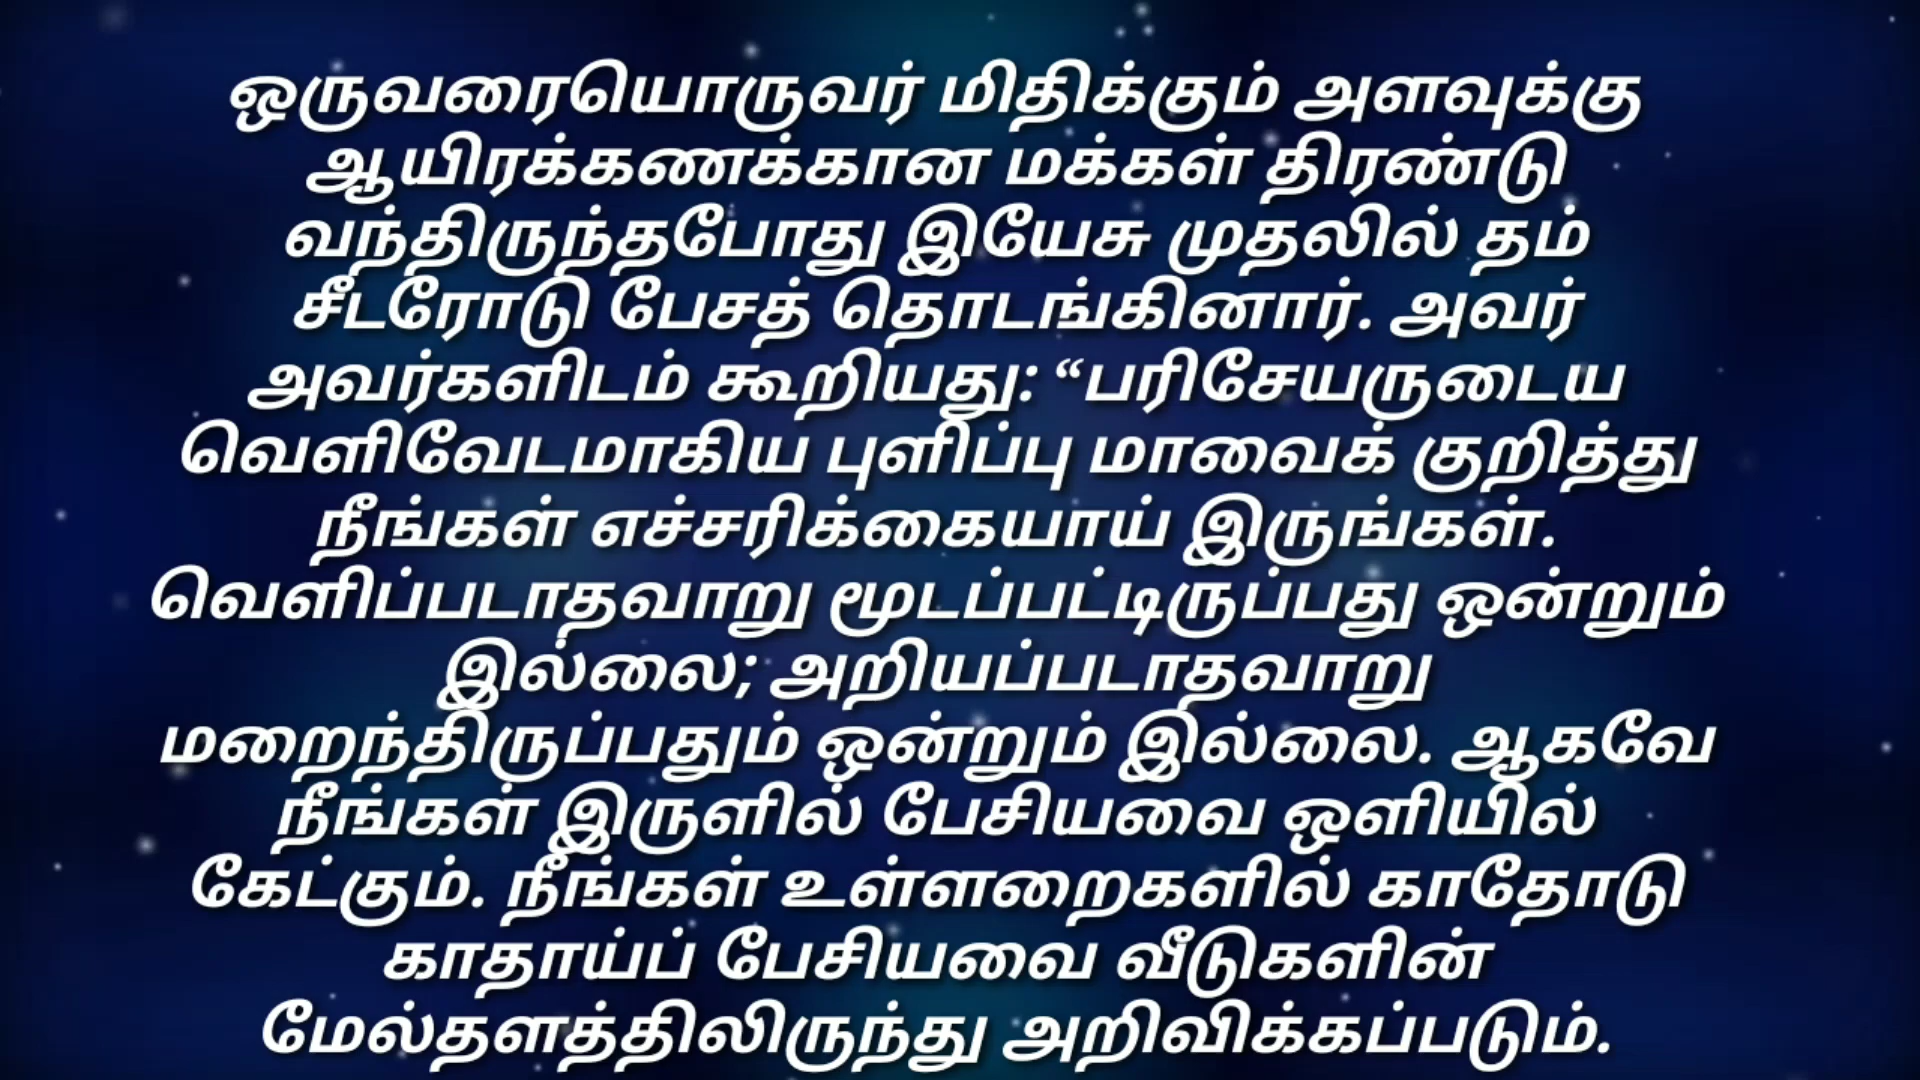 ஒருவரையொருவர் மிதிக்கும் அளவுக்கு
ஆயிரக்கணக்கான மக்கள் திரண்டு
வந்திருந்தபோது இயேசு முதலில் தம்
சீடரோடு பேசத் தொடங்கினார். அவர்
அவர்களிடம் கூறியது: “பரிசேயருடைய
வெளிவேடமாகிய புளிப்பு மாவைக் குறித்து
நீங்கள் எச்சரிக்கையாய் இருங்கள்.
வெளிப்படாதவாறு மூடப்பட்டிருப்பது ஒன்றும்
இல்லை; அறியப்படாதவாறு
மறைந்திருப்பதும் ஒன்றும் இல்லை. ஆகவே
நீங்கள் இருளில் பேசியவை ஒளியில்
கேட்கும். நீங்கள் உள்ளறைகளில் காதோடு
காதாய்ப் பேசியவை வீடுகளின்
மேல்தளத்திலிருந்து அறிவிக்கப்படும்.